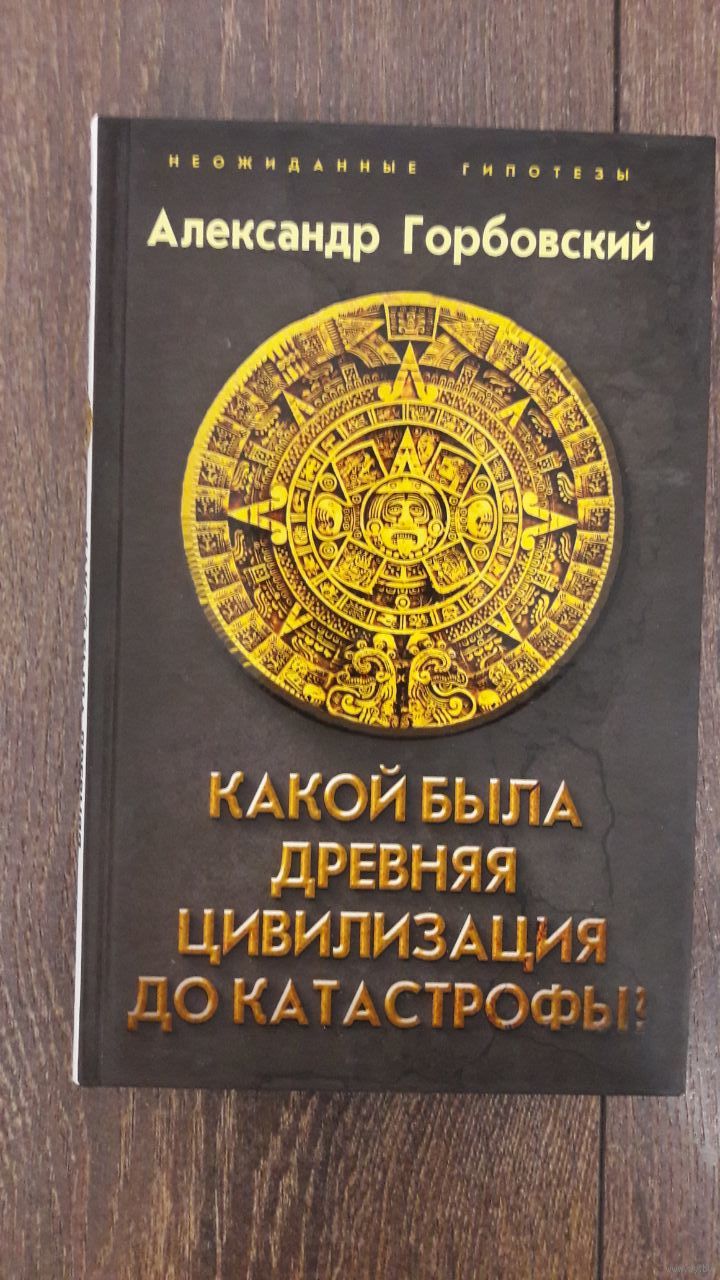 НЕОЖИДАННЫЕ ГИПОТЕЗЫ
Александр Горбовский
КАКОЙ БЫЛА
ДРЕВНЯЯ
ЦИВИЛИЗАЦИЯ
ДО КАТАСТРОФЫ?